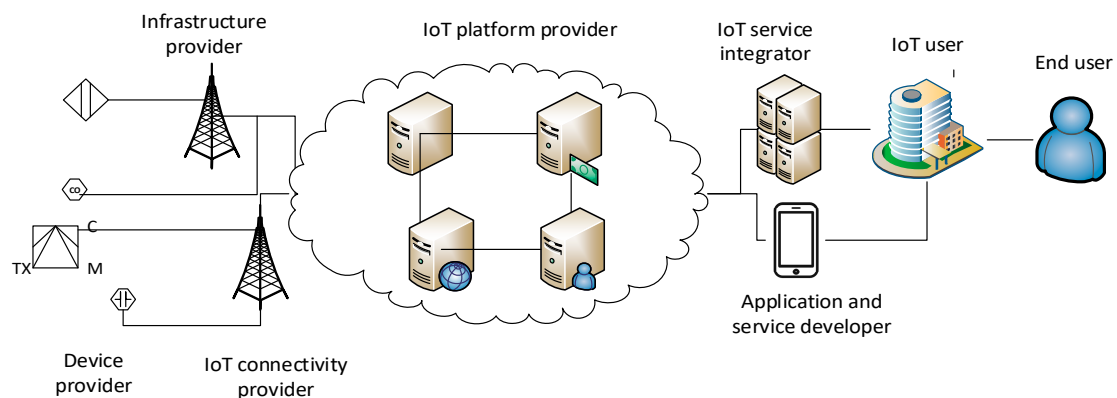 Infrastructure
provider
IoT platform provider
IoT service
integrator
IoT user
End user
co
C
TX
M
Application and
service developer
Device
provider
IoT connectivity
provider